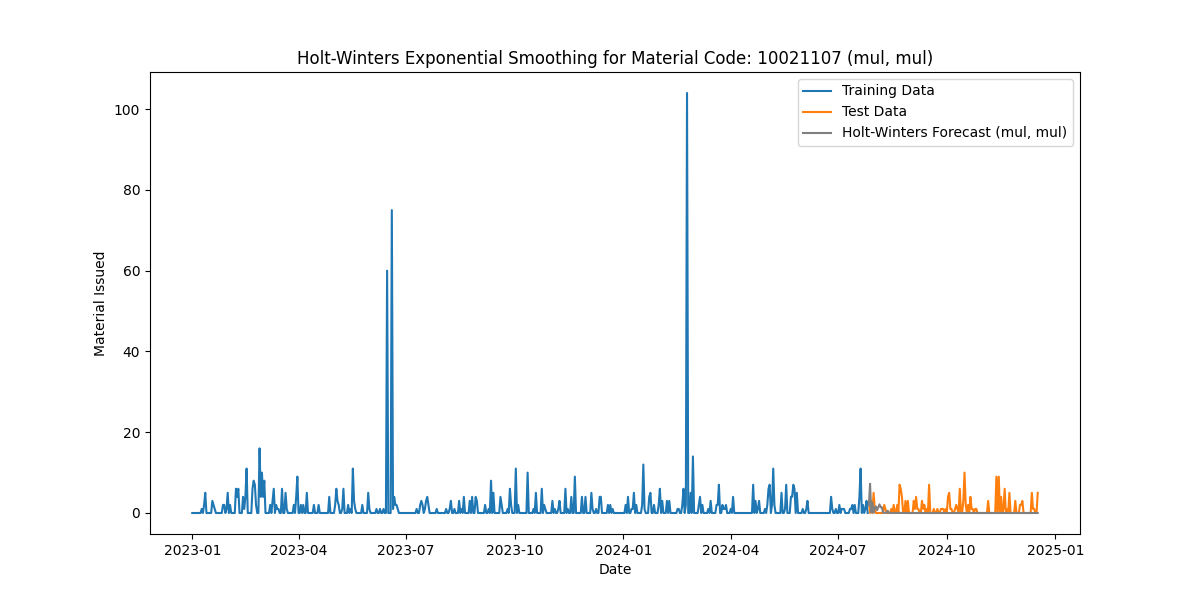 Holt-Winters Exponential Smoothing for Material Code: 10021107 (mul, mul)
Training Data
Test Data
Holt-Winters Forecast (mul, mul)
Material Issued
100
80
60
40
20
0
2023-01 2023-04 2023-07 2023-10 2024-01 2024-04 2024-07 2024-10 2025-01
Date